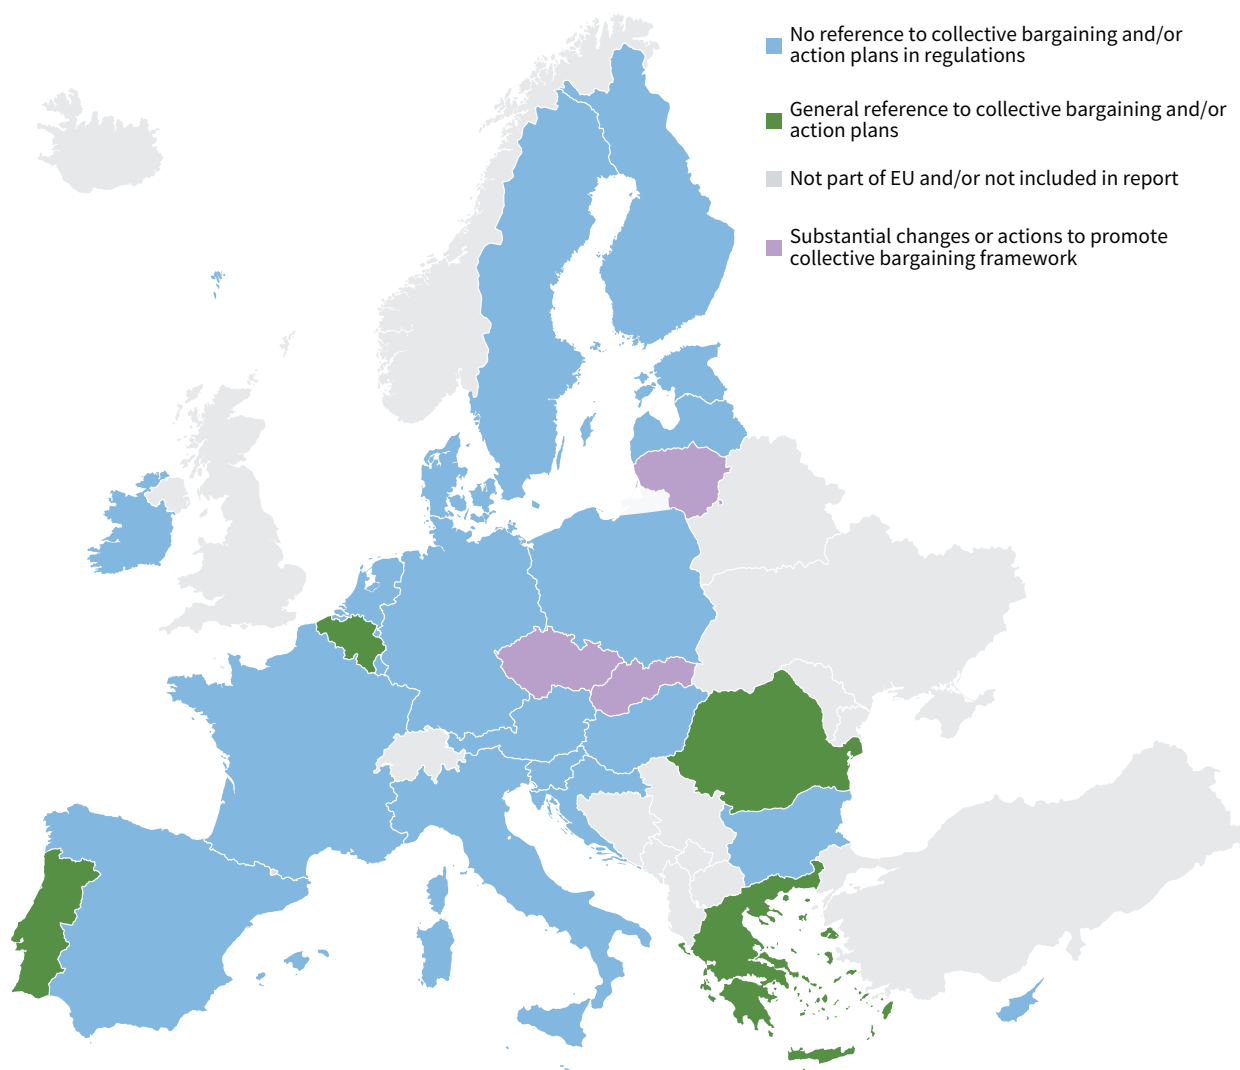 No reference to collective bargaining and/or
action plans in regulations
General reference to collective bargaining and/or
action plans
Not part of EU and/or not included in report
Substantial changes or actions to promote
collective bargaining framework